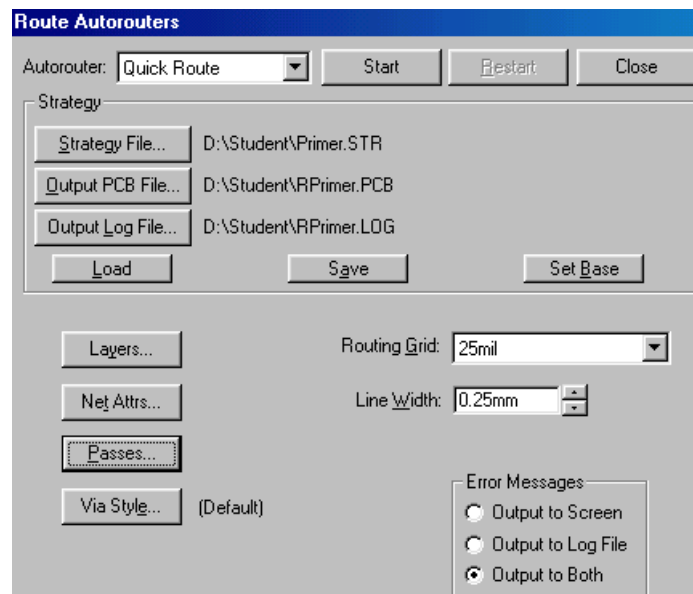 Route Autorouters
Autorouter: Quick Route Start Restart Close
Strategy
Strategy File... D:\Student\Primer.STR
Output PCB File... D:\Student\RPrimer.PCB
Output Log File... D:\Student\RPrimer.LOG
Load Save Set Base
Layers... Routing Grid: 25mil
Net Attrs... Line Width: 0.25mm
Passes...
Via Style... (Default)
Error Messages
Output to Screen
Output to Log File
Output to Both